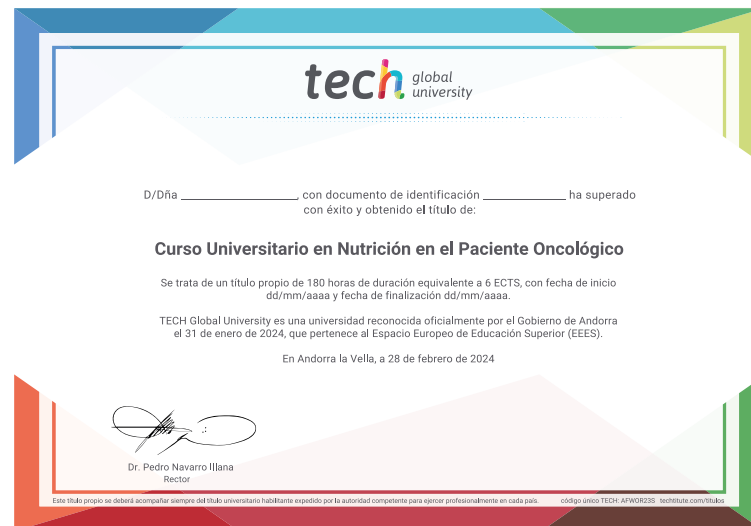 tech global university
D/Dña ____________, con documento de identificación ____________ ha superado
con éxito y obtenido el título de:
Curso Universitario en Nutrición en el Paciente Oncológico
Se trata de un título propio de 180 horas de duración equivalente a 6 ECTS, con fecha de inicio
dd/mm/aaaa y fecha de finalización dd/mm/aaaa.
TECH Global University es una universidad reconocida oficialmente por el Gobierno de Andorra
el 31 de enero de 2024, que pertenece al Espacio Europeo de Educación Superior (EEES).
En Andorra la Vella, a 28 de febrero de 2024
Dr. Pedro Navarro Illana
Rector
Este título propio se deberá acompañar siempre del título universitario habilitante expedido por la autoridad competente para ejercer profesionalmente en cada país. código único TECH: AFWOR23S techtitute.com/titulos